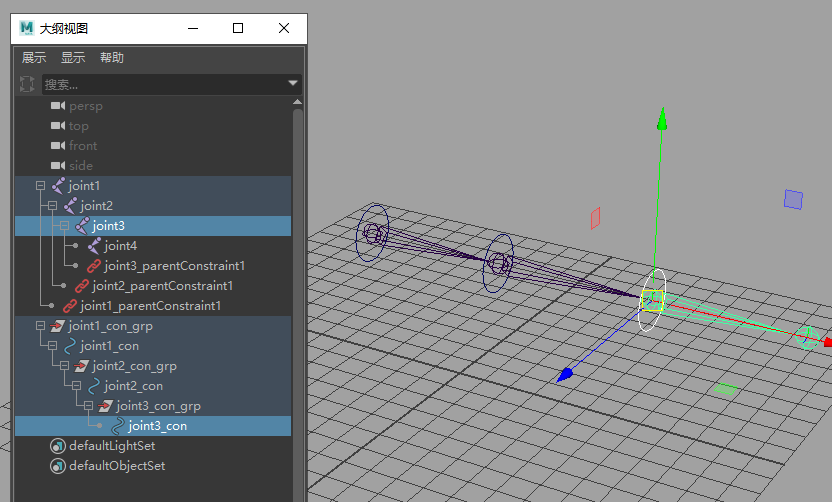 大纲视图
展示 显示 帮助
搜索...
persp
top
front
side
joint1
joint2
joint3
joint4
joint3_parentConstraint1
joint2_parentConstraint1
joint1_parentConstraint1
joint1_con_grp
joint1_con
joint2_con_grp
joint2_con
joint3_con_grp
joint3_con
defaultLightSet
defaultObjectSet